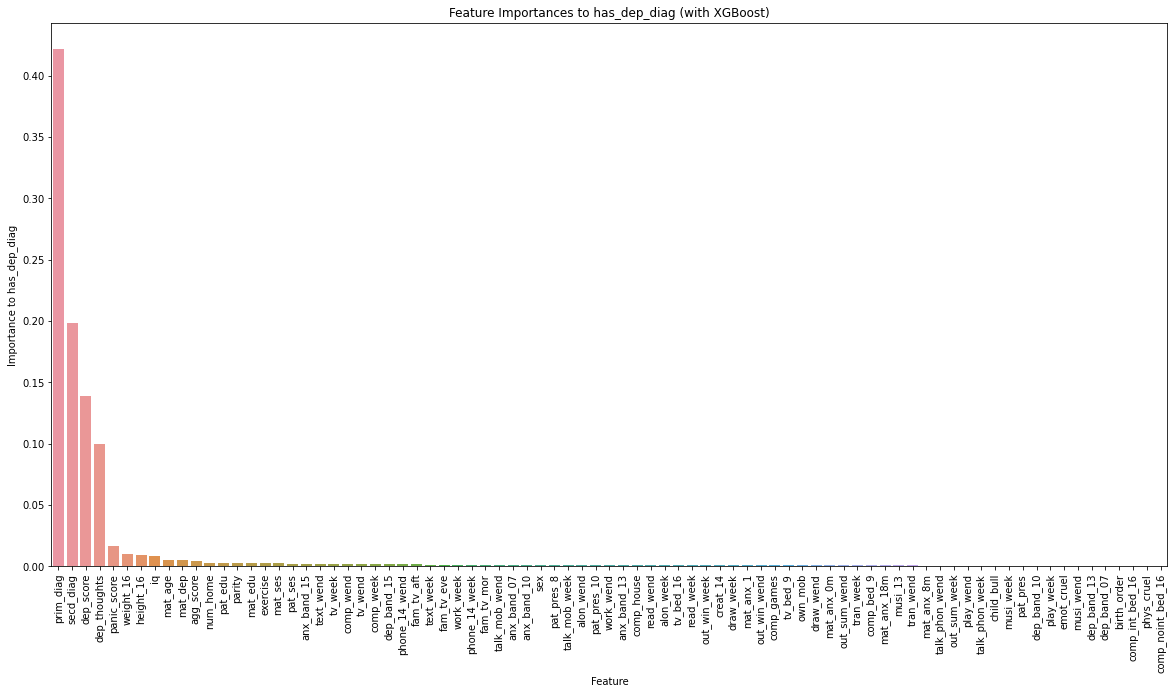 Feature Importances to has_dep_diag (with XGBoost)
Importance to has_dep_diag
0.40
0.35
0.30
0.25
0.20
0.15
0.10
0.05
0.00
prim_diag
secd_diag
dep_score
dep_thoughts
panic_score
weight_16
height_16
iq
mat_age
mat_dep
agg_score
num_home
pat_edu
parity
mat_edu
exercise
mat_ses
pat_ses
anx_band_15
text_wend
tv_week
comp_wend
tv_wend
comp_week
dep_band_15
phone_14_wend
fam_tv_aft
text_week
fam_tv_eve
work_week
phone_14_week
fam_tv_mor
talk_mob_wend
anx_band_07
anx_band_10
sex
pat_pres_8
talk_mob_week
alon_wend
pat_pres_10
work_wend
anx_band_13
comp_house
read_wend
alon_week
tv_bed_16
read_week
out_win_week
creat_14
draw_week
mat_anx_1
out_win_wend
comp_games
tv_bed_9
own_mob
draw_wend
mat_anx_0m
out_sum_wend
tran_week
comp_bed_9
mat_anx_18m
musi_13
tran_wend
mat_anx_8m
talk_phon_wend
out_sum_week
play_wend
talk_phon_week
child_bull
musi_week
pat_pres
dep_band_10
play_week
emot_cruel
musi_wend
dep_band_13
dep_band_07
birth_order
comp_int_bed_16
phys_cruel
comp_noint_bed_16
Feature